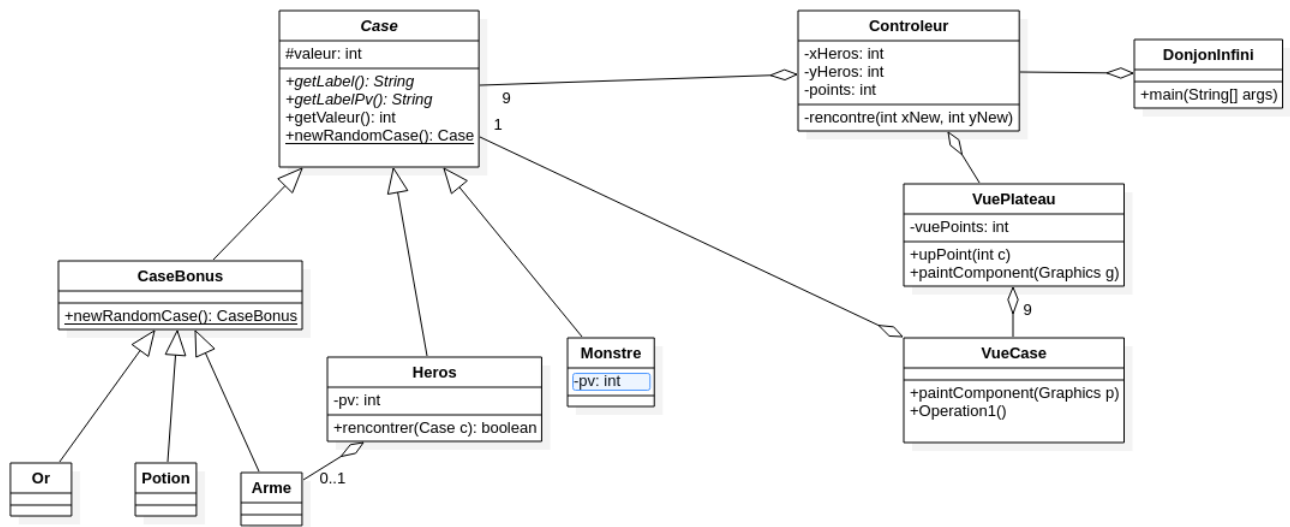 Case
#valeur: int
+getLabel(): String
+getLabelPv(): String
+getValeur(): int
+newRandomCase(): Case
9
1
Controleur
-xHeros: int
-yHeros: int
-points: int
-rencontre(int xNew, int yNew)
DonjonInfini
+main(String[] args)
VuePlateau
-vuePoints: int
+upPoint(int c)
+paintComponent(Graphics g)
9
CaseBonus
+newRandomCase(): CaseBonus
Heros
-pv: int
+rencontrer(Case c): boolean
0..1
Monstre
-pv: int
VueCase
+paintComponent(Graphics p)
+Operation1()
Or
Potion
Arme